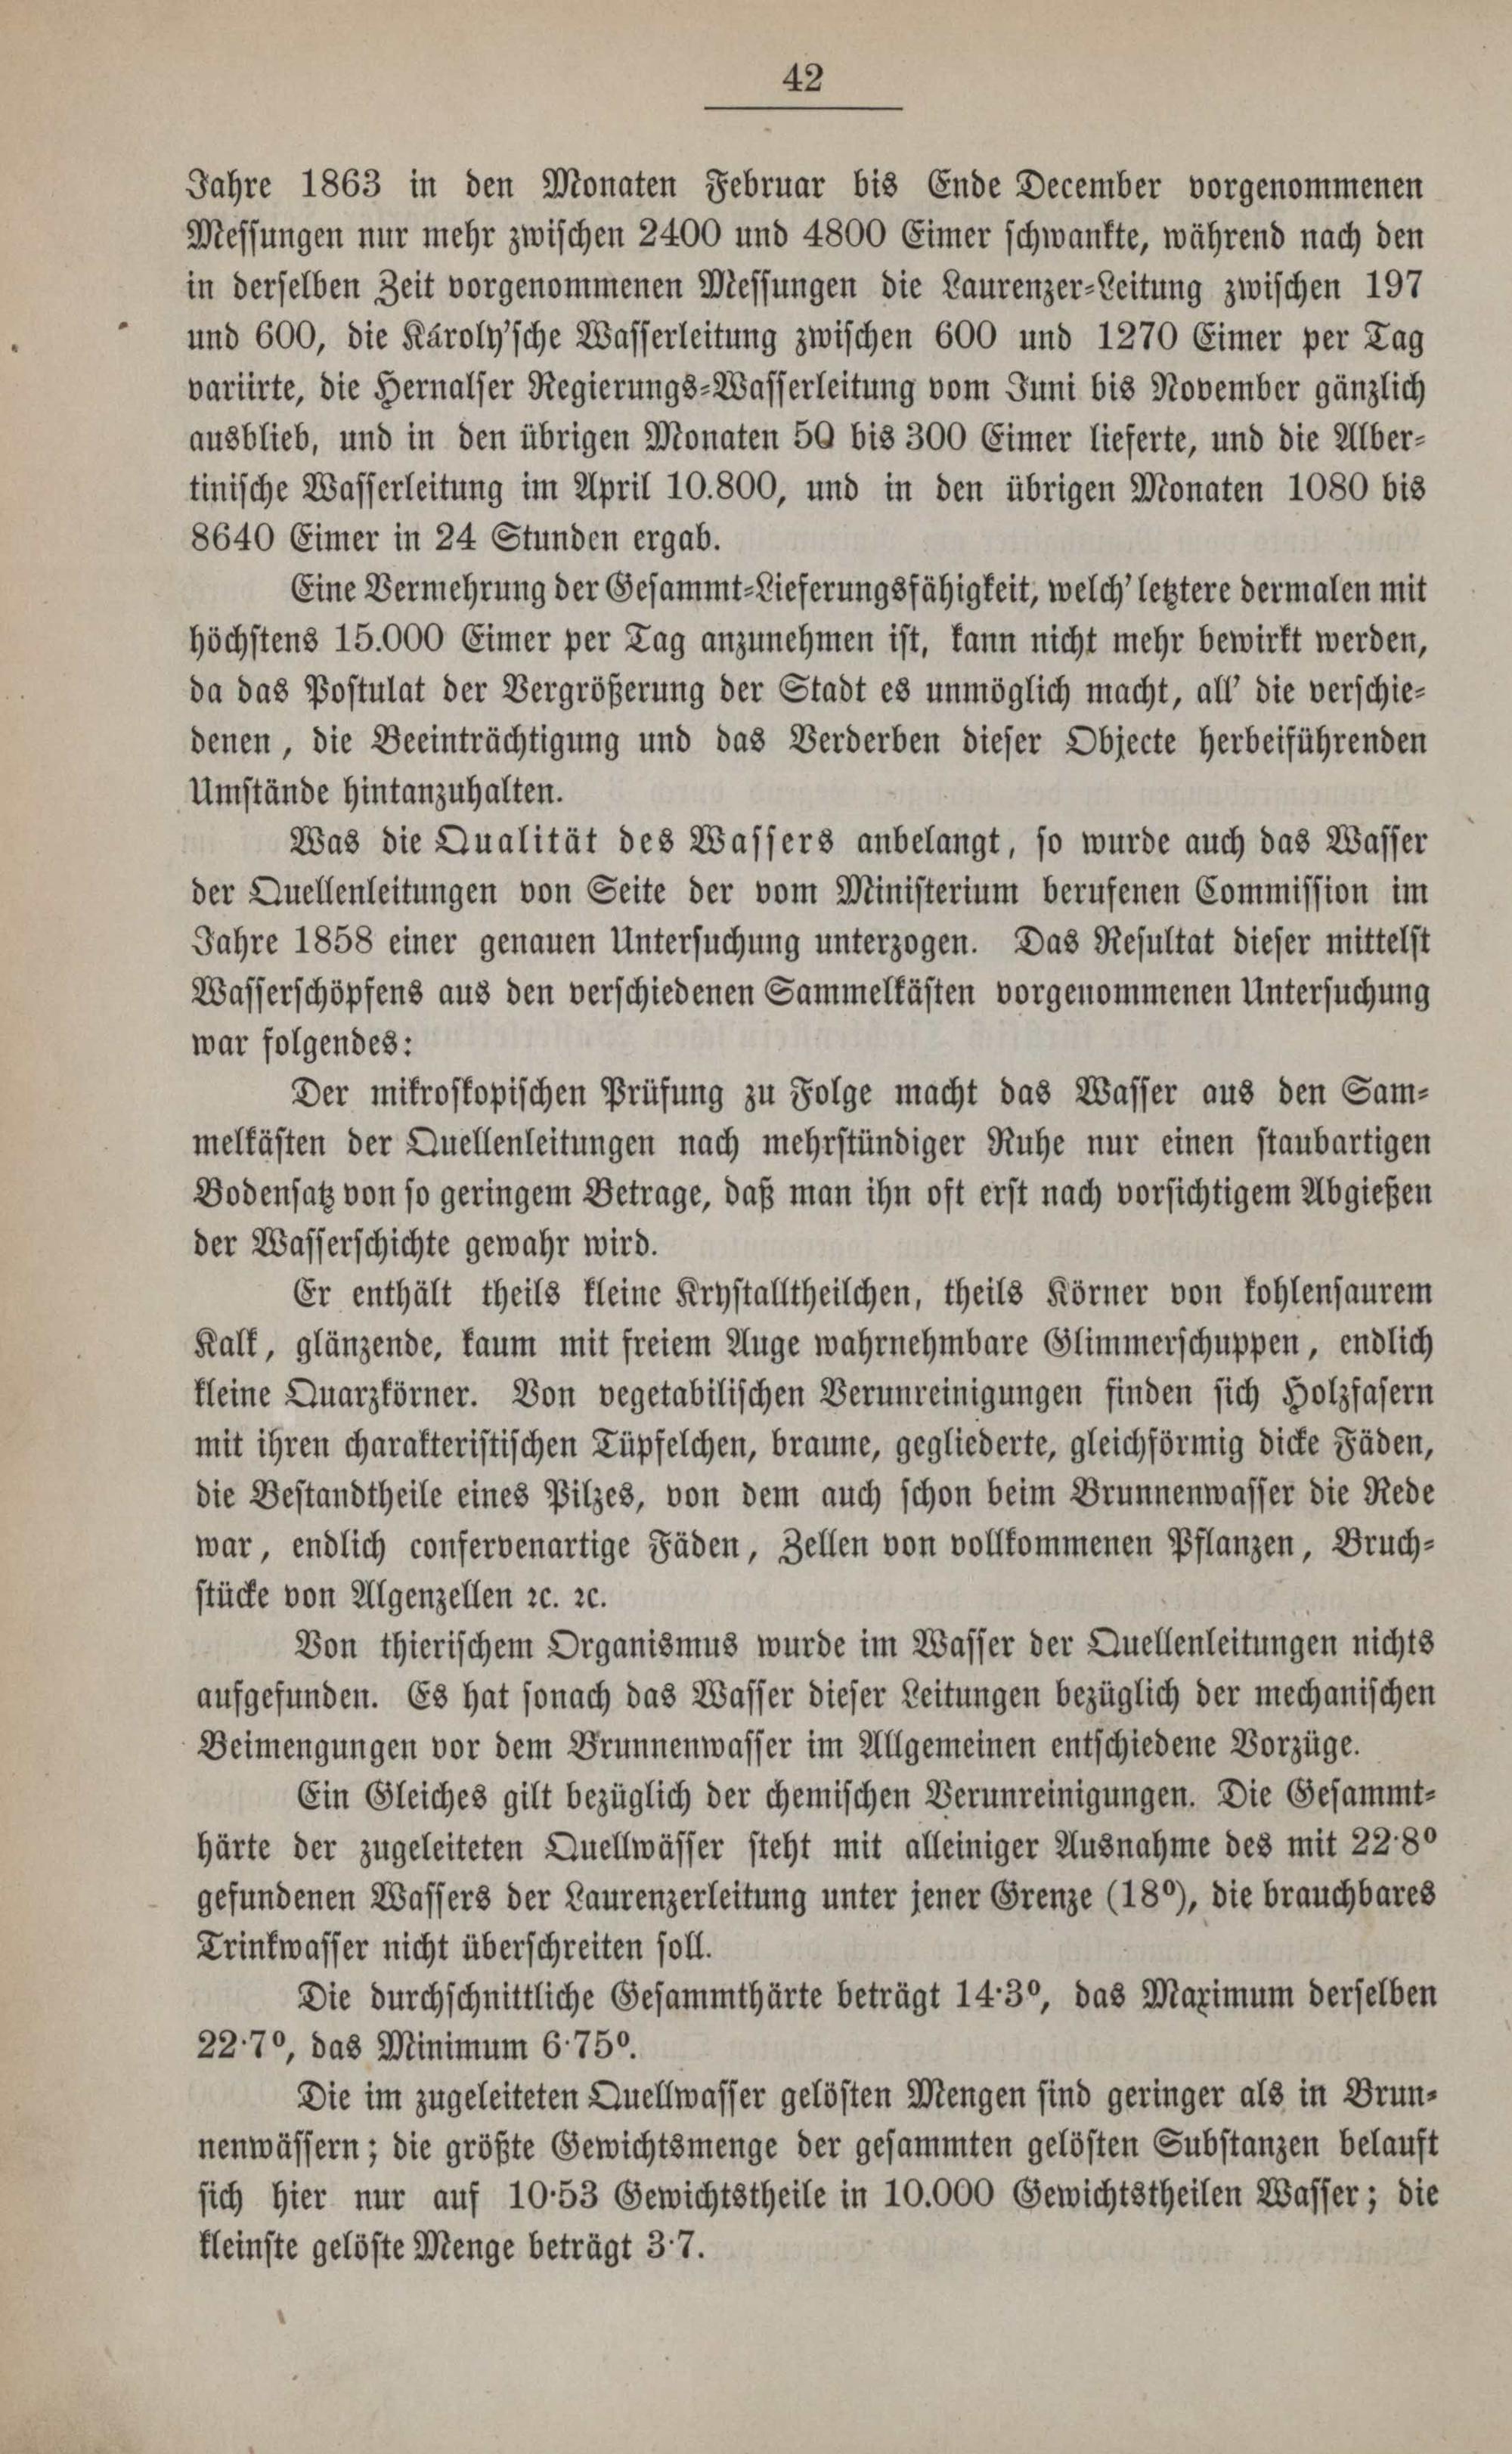 42
Jahre 1863 in den Monaten Februar bis Ende December vorgenommenen
Messungen nur mehr zwischen 2400 und 4800 Eimer schwankte, während nach den
in derselben Zeit vorgenommenen Messungen die Laurenzer-Leitung zwischen 197
und 600, die Károly'sche Wasserleitung zwischen 600 und 1270 Eimer per Tag
variirte, die Hernalser Regierungs-Wasserleitung vom Juni bis November gänzlich
ausblieb, und in den übrigen Monaten 50 bis 300 Eimer lieferte, und die Alber-
tinische Wasserleitung im April 10.800, und in den übrigen Monaten 1080 bis
8640 Eimer in 24 Stunden ergab.
Eine Vermehrung der Gesammt-Lieferungsfähigkeit, welch' letztere dermalen mit
höchstens 15.000 Eimer per Tag anzunehmen ist, kann nicht mehr bewirkt werden,
da das Postulat der Vergrößerung der Stadt es unmöglich macht, all' die verschie-
denen, die Beeinträchtigung und das Verderben dieser Objecte herbeiführenden
Umstände hintanzuhalten.
Was die Qualität des Wassers anbelangt, so wurde auch das Wasser
der Quellenleitungen von Seite der vom Ministerium berufenen Commission im
Jahre 1858 einer genauen Untersuchung unterzogen. Das Resultat dieser mittelst
Wasserschöpfens aus den verschiedenen Sammelkästen vorgenommenen Untersuchung
war folgendes:
Der mikroskopischen Prüfung zu Folge macht das Wasser aus den Sam-
melkästen der Quellenleitungen nach mehrstündiger Ruhe nur einen staubartigen
Bodensatz von so geringem Betrage, daß man ihn oft erst nach vorsichtigem Abgießen
der Wasserschichte gewahr wird.
Er enthält theils kleine Krystalltheilchen, theils Körner von kohlensaurem
Kalk, glänzende, kaum mit freiem Auge wahrnehmbare Glimmerschuppen, endlich
kleine Quarzkörner. Von vegetabilischen Verunreinigungen finden sich Holzfasern
mit ihren charakteristischen Tüpfelchen, braune, gegliederte, gleichförmig dicke Fäden,
die Bestandtheile eines Pilzes, von dem auch schon beim Brunnenwasser die Rede
war, endlich confervenartige Fäden, Zellen von vollkommenen Pflanzen, Bruch-
stücke von Algenzellen ꝛc. ꝛc.
Von thierischem Organismus wurde im Wasser der Quellenleitungen nichts
aufgefunden. Es hat sonach das Wasser dieser Leitungen bezüglich der mechanischen
Beimengungen vor dem Brunnenwasser im Allgemeinen entschiedene Vorzüge.
Ein Gleiches gilt bezüglich der chemischen Verunreinigungen. Die Gesammt-
härte der zugeleiteten Quellwässer steht mit alleiniger Ausnahme des mit 22·8⁰
gefundenen Wassers der Laurenzerleitung unter jener Grenze (18⁰), die brauchbares
Trinkwasser nicht überschreiten soll.
Die durchschnittliche Gesammthärte beträgt 14·3⁰, das Maximum derselben
22·7⁰, das Minimum 6·75⁰.
Die im zugeleiteten Quellwasser gelösten Mengen sind geringer als in Brun-
nenwässern; die größte Gewichtsmenge der gesammten gelösten Substanzen belauft
sich hier nur auf 10·53 Gewichtstheile in 10.000 Gewichtstheilen Wasser; die
kleinste gelöste Menge beträgt 3·7.